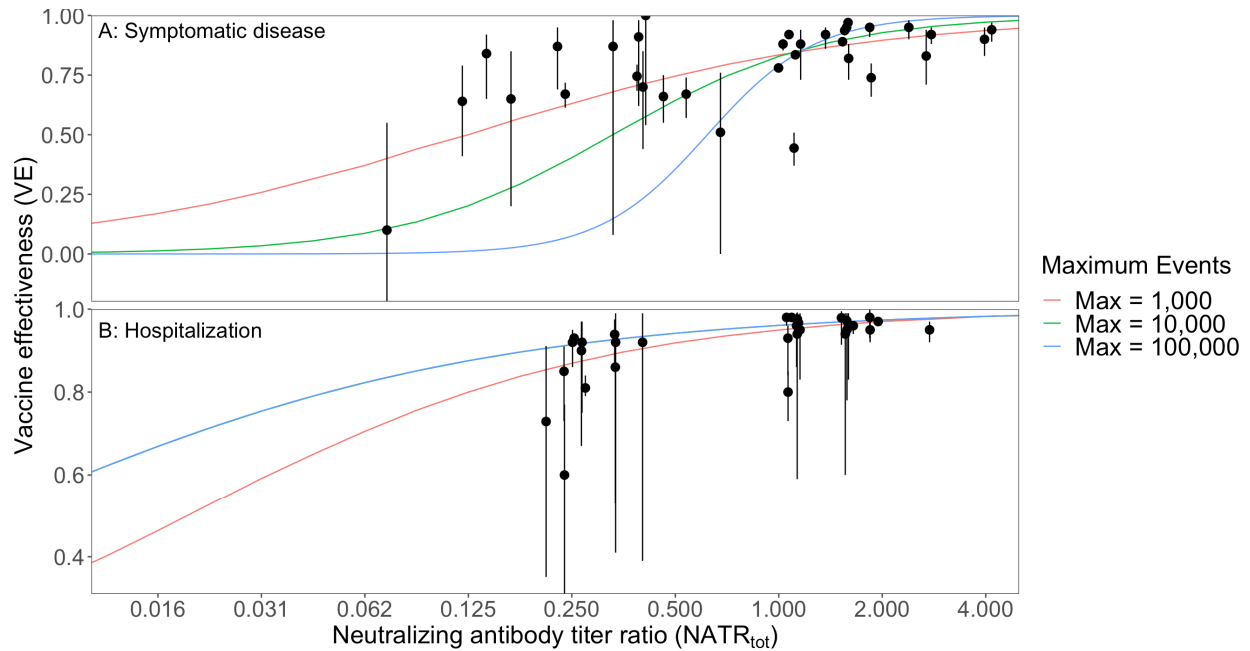 A: Symptomatic disease
1.00
0.75
0.50
0.25
0.00
B: Hospitalization
1.0
0.8
0.6
0.4
Vaccine effectiveness (VE)
0.016 0.031 0.062 0.125 0.250 0.500 1.000 2.000 4.000
Neutralizing antibody titer ratio (NATRtot)
Maximum Events
Max = 1,000
Max = 10,000
Max = 100,000